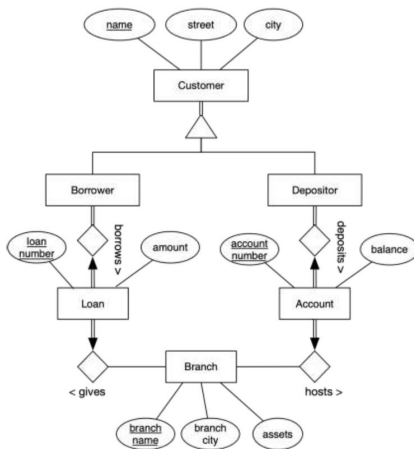 name
street
city
Customer
Borrower
Depositor
borrows >
deposits >
loan
number
amount
account
number
balance
Loan
Account
Branch
< gives
hosts >
branch
name
branch
city
assets